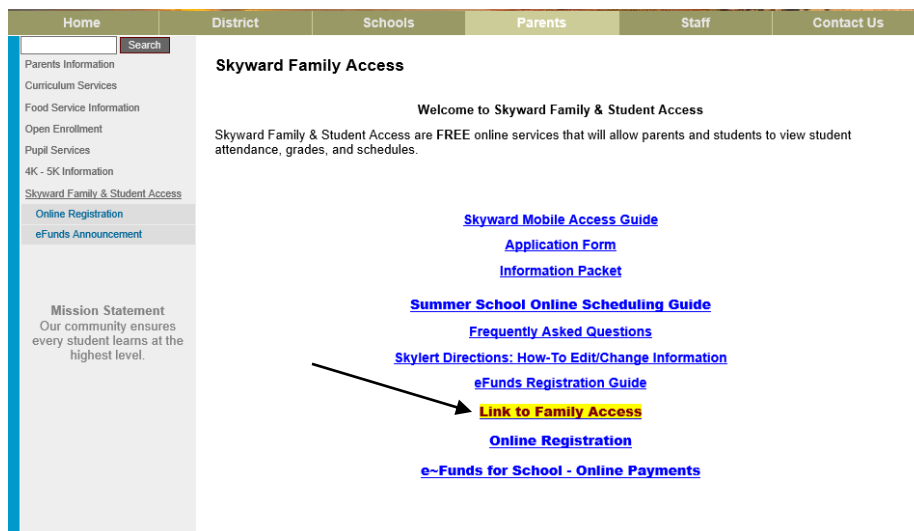 Home District Schools Parents Staff Contact Us
Search
Parents Information
Curriculum Services
Food Service Information
Open Enrollment
Pupil Services
4K - 5K Information
Skyward Family & Student Access
Online Registration
eFunds Announcement
Mission Statement
Our community ensures
every student learns at the
highest level.
Skyward Family Access
Welcome to Skyward Family & Student Access
Skyward Family & Student Access are FREE online services that will allow parents and students to view student
attendance, grades, and schedules.
Skyward Mobile Access Guide
Application Form
Information Packet
Summer School Online Scheduling Guide
Frequently Asked Questions
Skylert Directions: How-To Edit/Change Information
eFunds Registration Guide
Link to Family Access
Online Registration
e~Funds for School - Online Payments